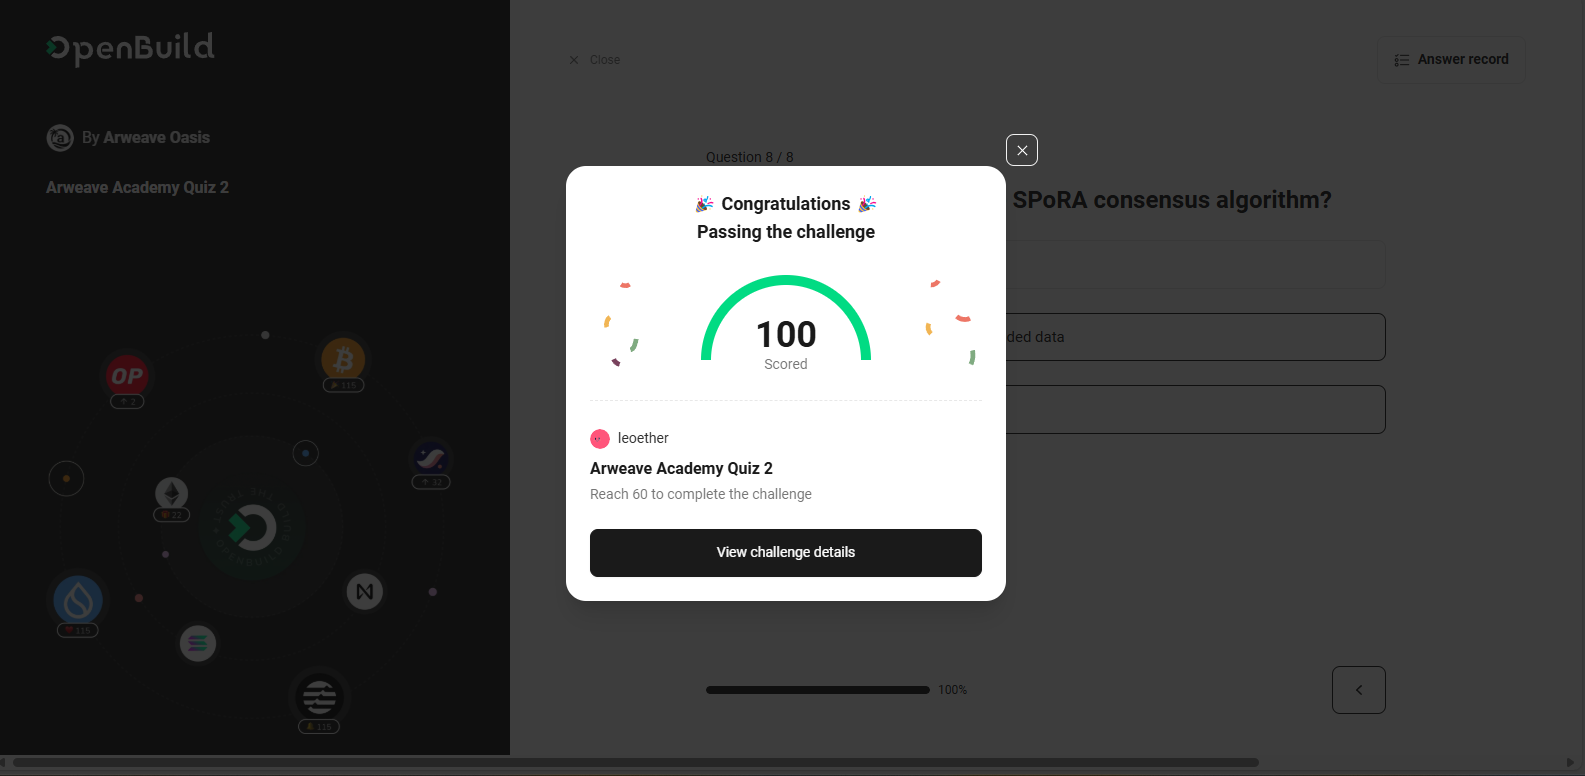 OpenBuild
By Arweave Oasis
Arweave Academy Quiz 2
OP
↑ 2
115
↑ 32
22
115
115
× Close
Answer record
Question 8 / 8
SPoRA consensus algorithm?
ded data
🎉 Congratulations 🎉
Passing the challenge
100
Scored
leoether
Arweave Academy Quiz 2
Reach 60 to complete the challenge
View challenge details
100%